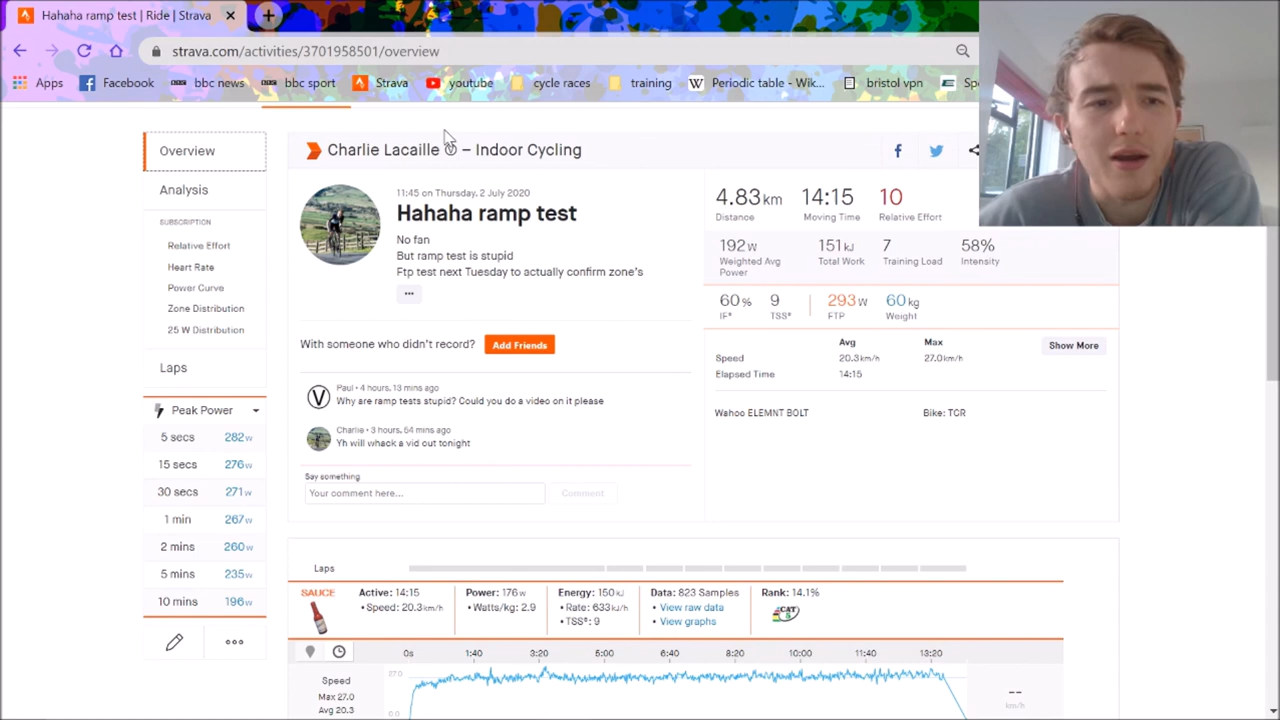 Hahaha ramp test | Ride | Strava
strava.com/activities/3701958501/overview
Apps
Facebook
BBC
bbc news
BBC
bbc sport
Strava
youtube
cycle races
training
W
Periodic table - Wik...
bristol vpn
Spe
Overview
Analysis
SUBSCRIPTION
Relative Effort
Heart Rate
Power Curve
Zone Distribution
25 W Distribution
Laps
Peak Power
5 secs 282w
15 secs 276w
30 secs 271w
1 min 267w
2 mins 260w
5 mins 235w
10 mins 196w
Charlie Lacaille Ⓥ – Indoor Cycling
11:45 on Thursday, 2 July 2020
Hahaha ramp test
No fan
But ramp test is stupid
Ftp test next Tuesday to actually confirm zone's
With someone who didn't record? Add Friends
Paul • 4 hours, 13 mins ago
Why are ramp tests stupid? Could you do a video on it please
Charlie • 3 hours, 54 mins ago
Yh will whack a vid out tonight
Say something
Your comment here...
Comment
4.83km 14:15 10
Distance Moving Time Relative Effort
192w 151kJ 7 58%
Weighted Avg Power Total Work Training Load Intensity
60% 9 293w 60kg
IF® TSS® FTP Weight
Avg Max Show More
Speed 20.3km/h 27.0km/h
Elapsed Time 14:15
Wahoo ELEMNT BOLT Bike: TCR
Laps
SAUCE
Active: 14:15
• Speed: 20.3km/h
Power: 176w
• Watts/kg: 2.9
Energy: 150kJ
• Rate: 633kJ/h
• TSS®: 9
Data: 823 Samples
• View raw data
• View graphs
Rank: 14.1%
CAT 5
0s 1:40 3:20 5:00 6:40 8:20 10:00 11:40 13:20
Speed
Max 27.0
Avg 20.3
27.0
0.0
--
km/h